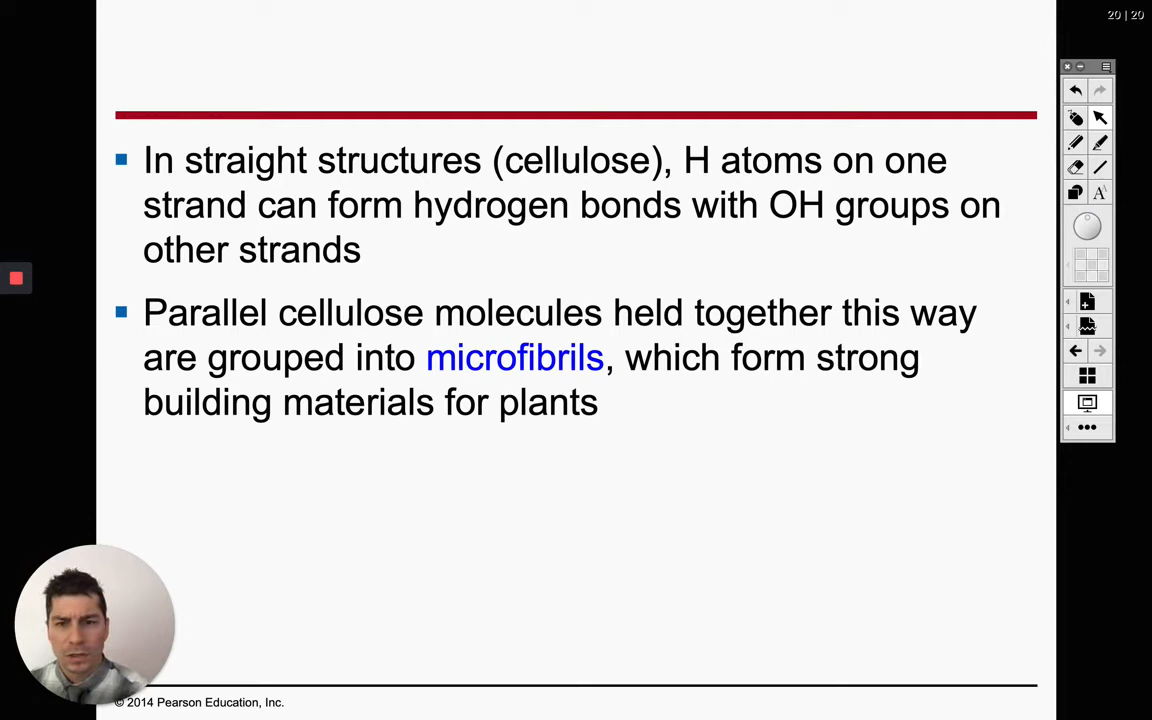 20 | 20
In straight structures (cellulose), H atoms on one
strand can form hydrogen bonds with OH groups on
other strands
Parallel cellulose molecules held together this way
are grouped into microfibrils, which form strong
building materials for plants
A
© 2014 Pearson Education, Inc.